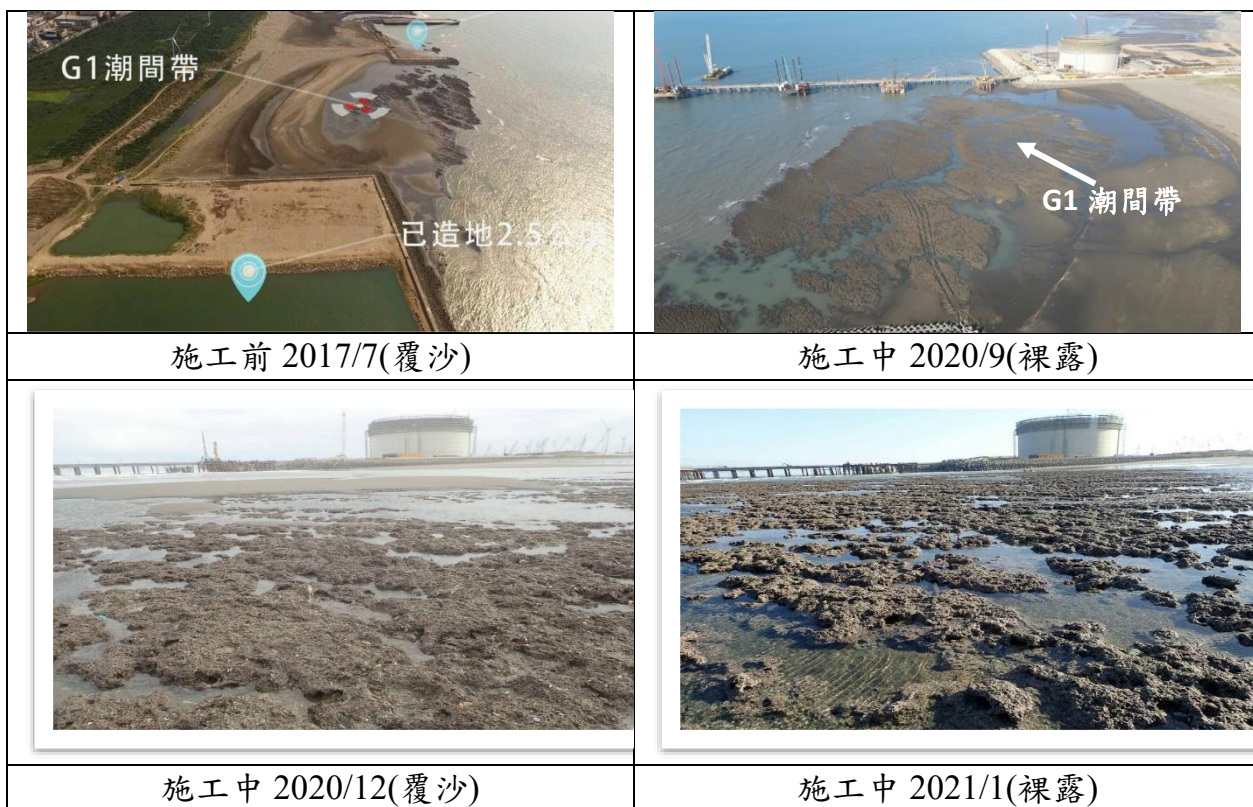 G1潮間帶
已造地2.5公頃
施工前 2017/7(覆沙)
G1 潮間帶
施工中 2020/9(裸露)
施工中 2020/12(覆沙)
施工中 2021/1(裸露)